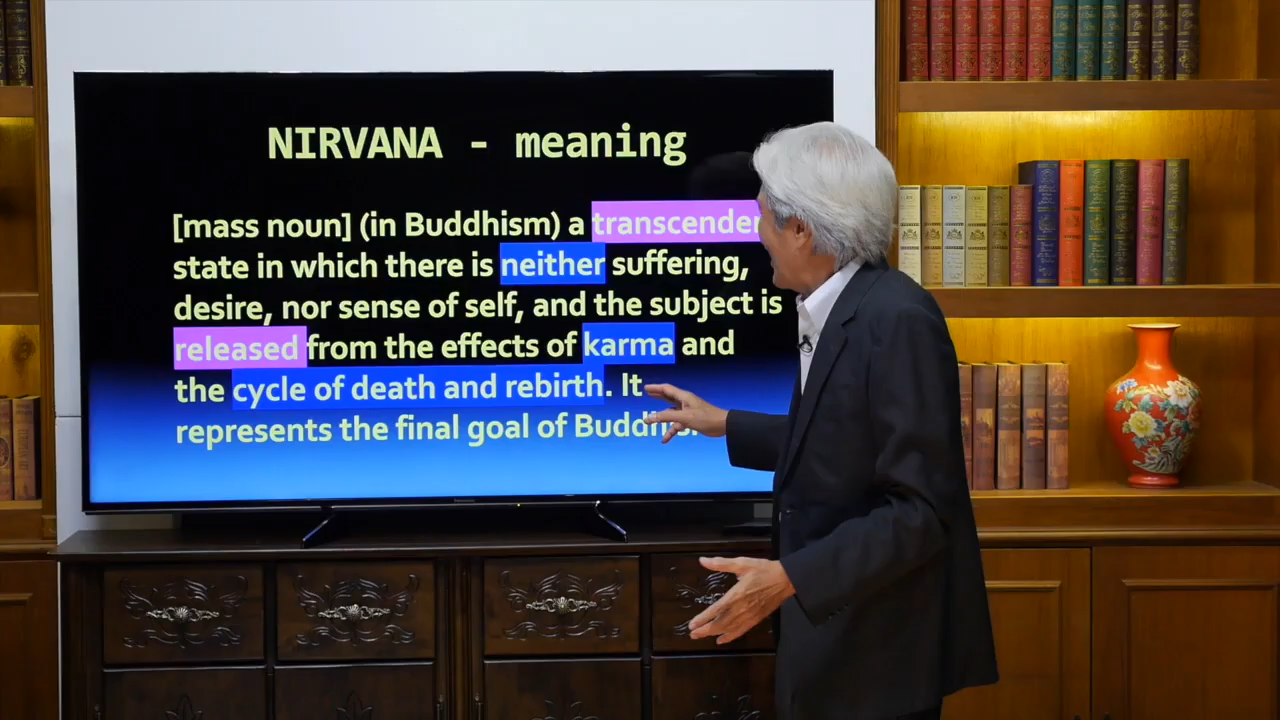 NIRVANA - meaning
[mass noun] (in Buddhism) a
state in which there is neither suffering,
desire, nor sense of self, and the subject is
released from the effects of karma and
the cycle of death and rebirth. It
represents the final goal of